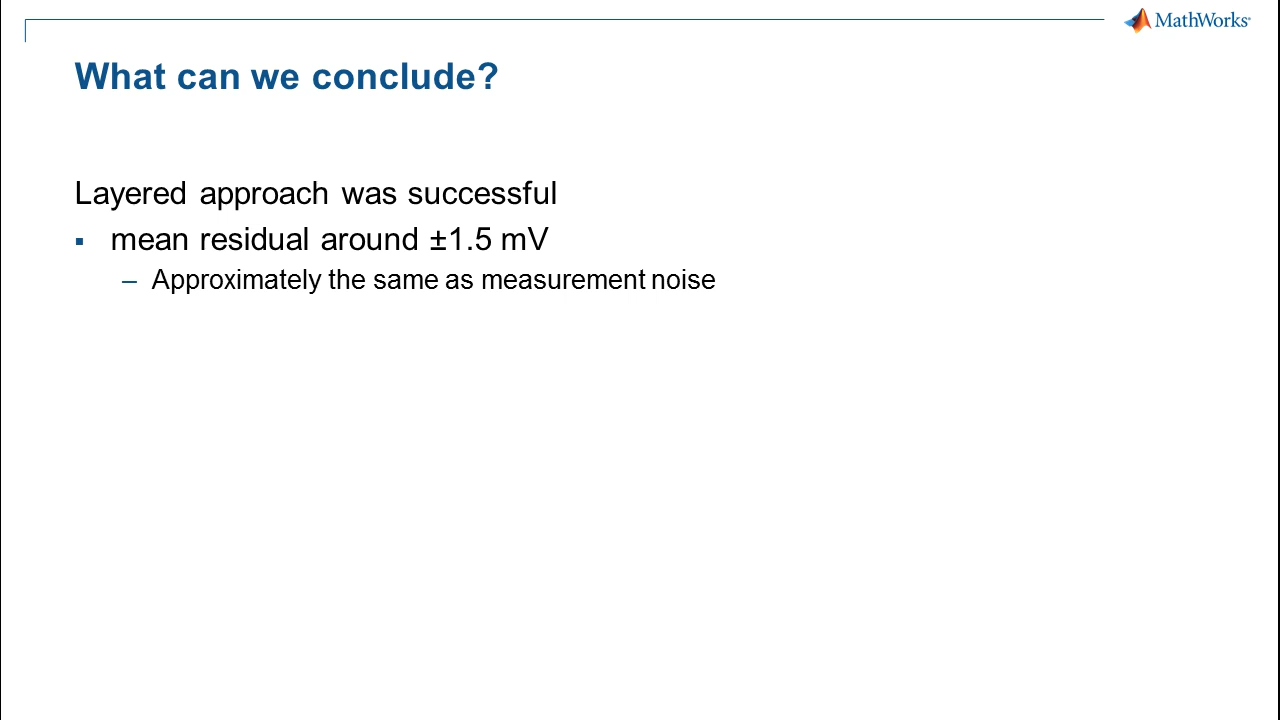 MathWorks®
What can we conclude?
Layered approach was successful
▪ mean residual around ±1.5 mV
– Approximately the same as measurement noise